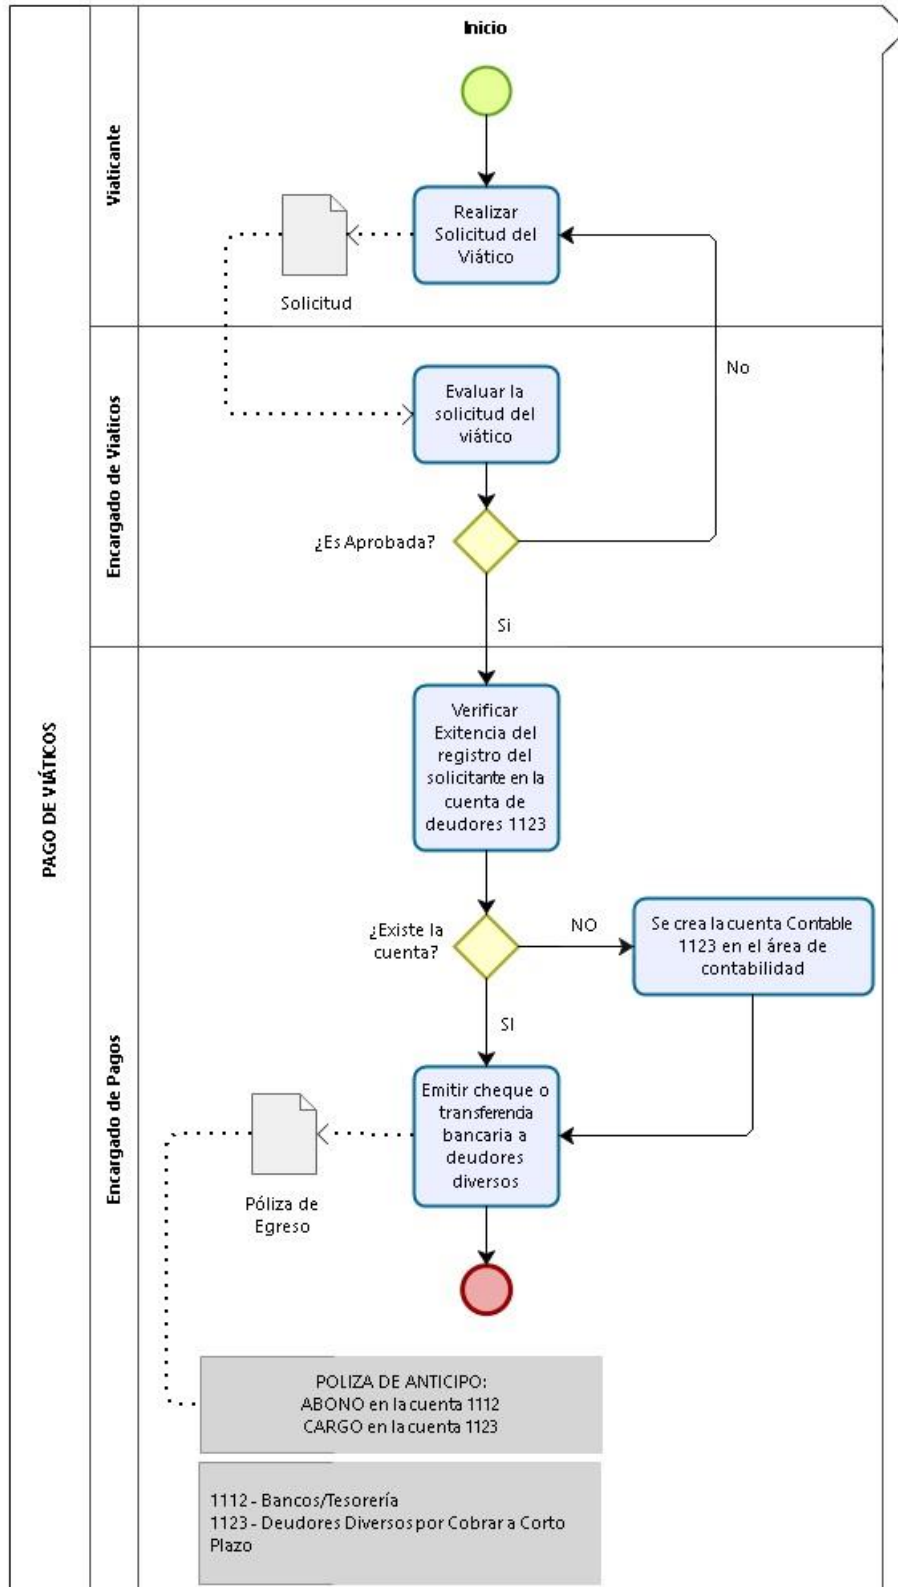 PAGO DE VIÁTICOS
Viaticante
Inicio
Realizar
Solicitud del
Viático
Solicitud
Encargado de Viaticos
Evaluar la
solicitud del
viático
No
¿Es Aprobada?
Si
Encargado de Pagos
Verificar
Exitencia del
registro del
solicitante en la
cuenta de
deudores 1123
¿Existe la
cuenta?
NO
Se crea la cuenta Contable
1123 en el área de
contabilidad
SI
Emitir cheque o
transferencia
bancaria a
deudores
diversos
Póliza de
Egreso
POLIZA DE ANTICIPO:
ABONO en la cuenta 1112
CARGO en la cuenta 1123
1112 - Bancos/Tesorería
1123 - Deudores Diversos por Cobrar a Corto
Plazo